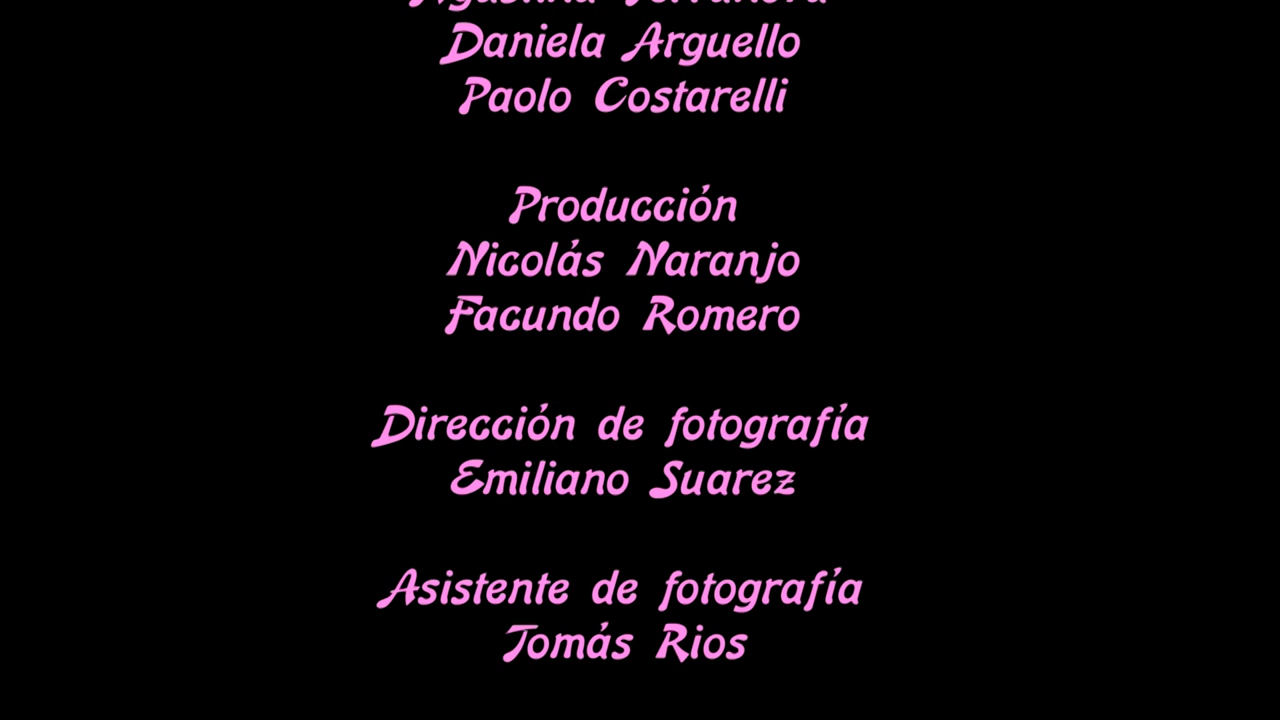 Daniela Arguello
Paolo Costarelli
Producción
Nicolás Naranjo
Facundo Romero
Dirección de fotografía
Emiliano Suarez
Asistente de fotografía
Tomás Rios